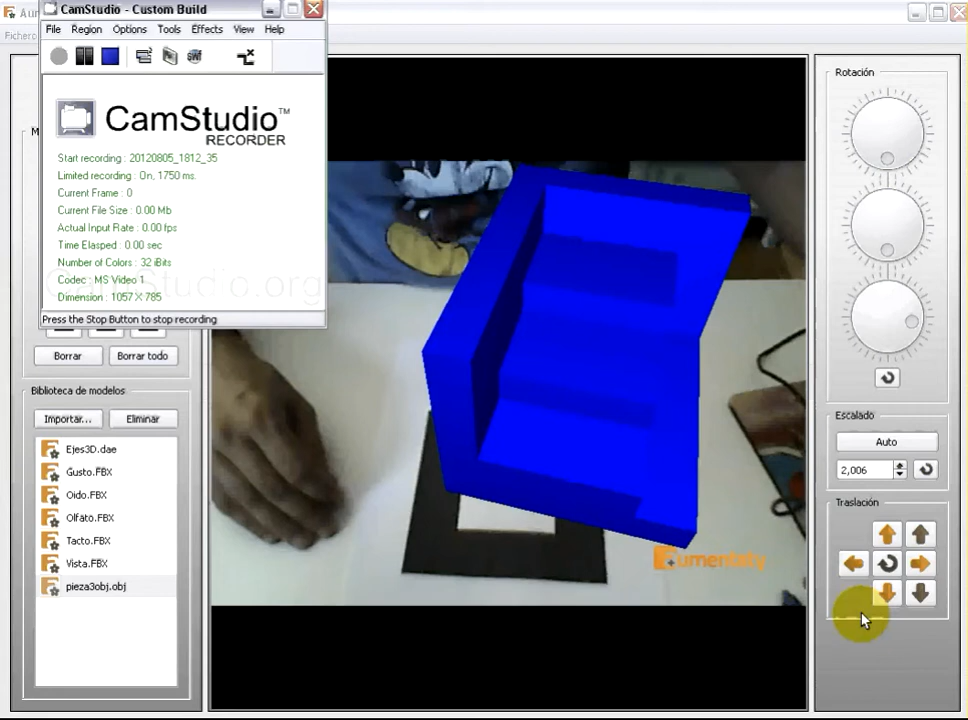 CamStudio - Custom Build
File Region Options Tools Effects View Help
CamStudio™
RECORDER
Start recording : 20120805_1812_35
Limited recording : On, 1750 ms.
Current Frame : 0
Current File Size : 0.00 Mb
Actual Input Rate : 0.00 fps
Time Elasped : 0.00 sec
Number of Colors : 32 iBits
Codec : MS Video 1
Dimension : 1057 X 785
CamStudio.org
Press the Stop Button to stop recording
Borrar Borrar todo
Biblioteca de modelos
Importar... Eliminar
Ejes3D.dae
Gusto.FBX
Oido.FBX
Olfato.FBX
Tacto.FBX
Vista.FBX
pieza3obj.obj
Rotación
Escalado
Auto
2,006
Traslación